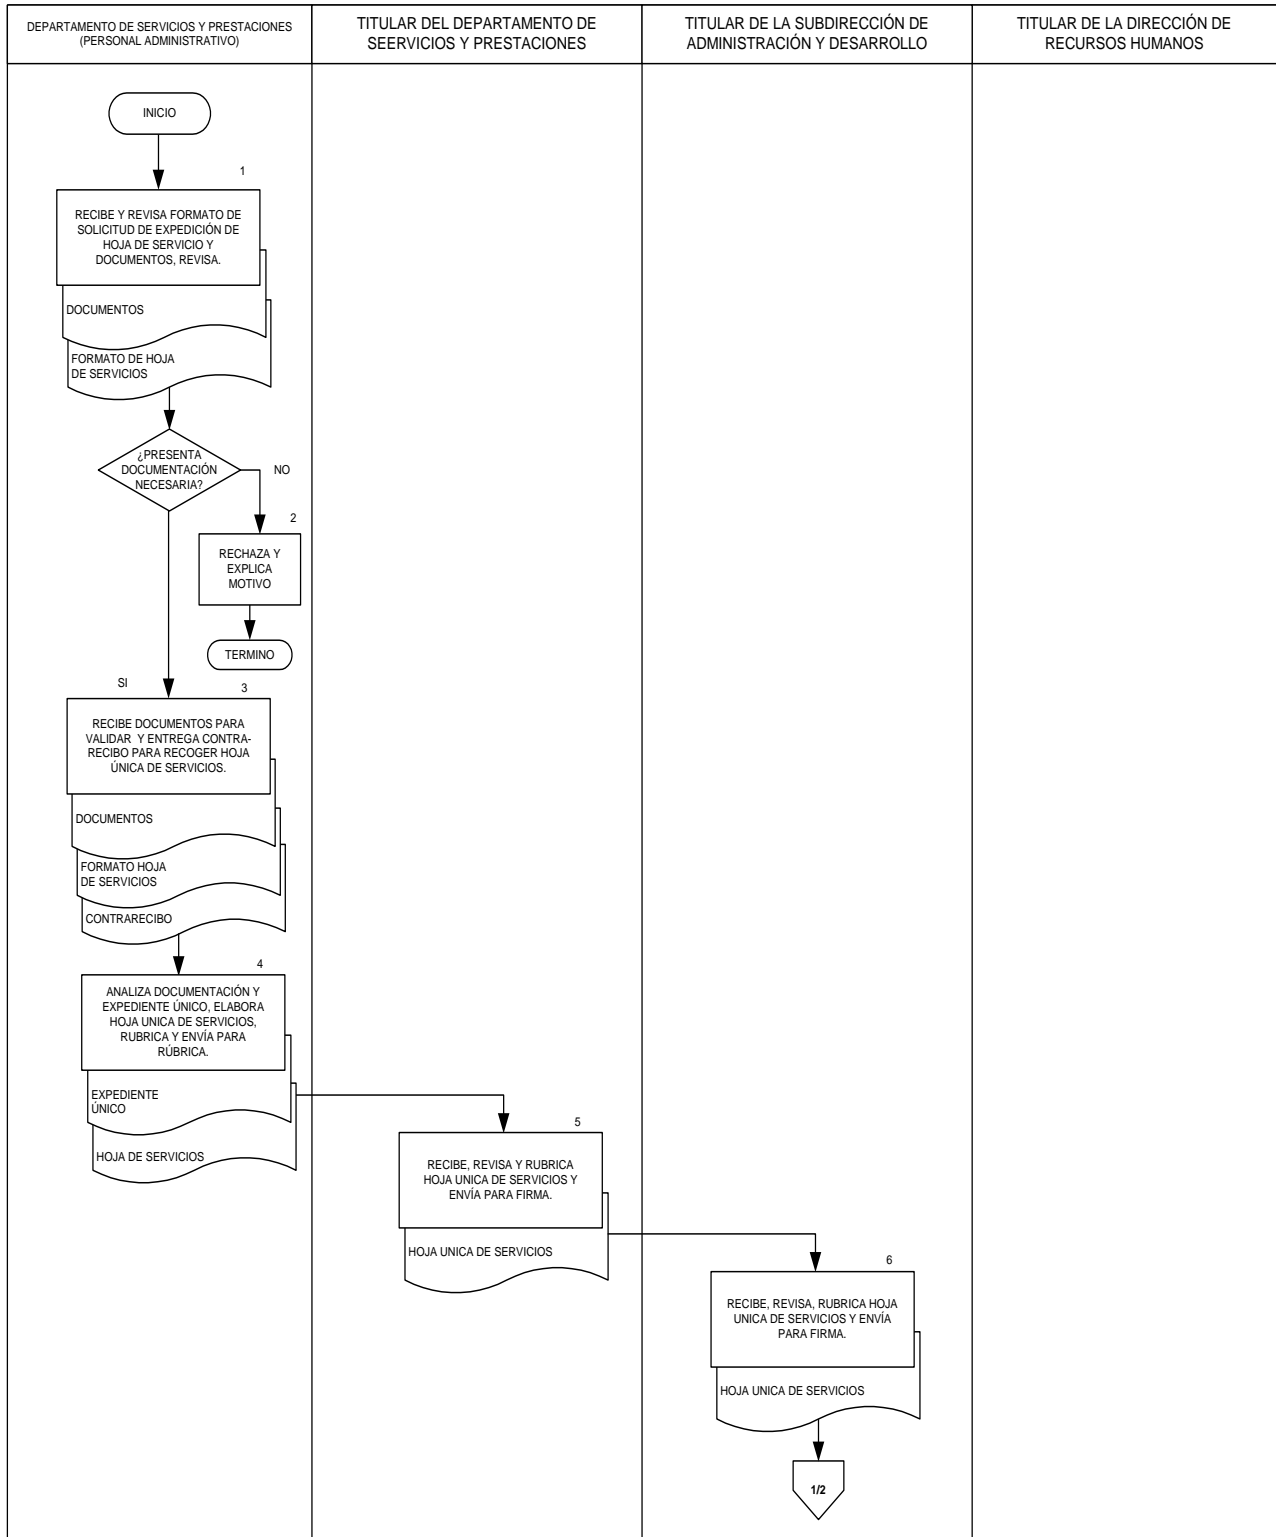 DEPARTAMENTO DE SERVICIOS Y PRESTACIONES
(PERSONAL ADMINISTRATIVO)
TITULAR DEL DEPARTAMENTO DE
SEERVICIOS Y PRESTACIONES
TITULAR DE LA SUBDIRECCIÓN DE
ADMINISTRACIÓN Y DESARROLLO
TITULAR DE LA DIRECCIÓN DE
RECURSOS HUMANOS
INICIO
1
RECIBE Y REVISA FORMATO DE
SOLICITUD DE EXPEDICIÓN DE
HOJA DE SERVICIO Y
DOCUMENTOS, REVISA.
DOCUMENTOS
FORMATO DE HOJA
DE SERVICIOS
¿PRESENTA
DOCUMENTACIÓN
NECESARIA?
NO
2
RECHAZA Y
EXPLICA
MOTIVO
TERMINO
SI
3
RECIBE DOCUMENTOS PARA
VALIDAR Y ENTREGA CONTRA-
RECIBO PARA RECOGER HOJA
ÚNICA DE SERVICIOS.
DOCUMENTOS
FORMATO HOJA
DE SERVICIOS
CONTRARECIBO
4
ANALIZA DOCUMENTACIÓN Y
EXPEDIENTE ÚNICO, ELABORA
HOJA UNICA DE SERVICIOS,
RUBRICA Y ENVÍA PARA
RÚBRICA.
EXPEDIENTE
ÚNICO
HOJA DE SERVICIOS
5
RECIBE, REVISA Y RUBRICA
HOJA UNICA DE SERVICIOS Y
ENVÍA PARA FIRMA.
HOJA UNICA DE SERVICIOS
6
RECIBE, REVISA, RUBRICA HOJA
UNICA DE SERVICIOS Y ENVÍA
PARA FIRMA.
HOJA UNICA DE SERVICIOS
1/2